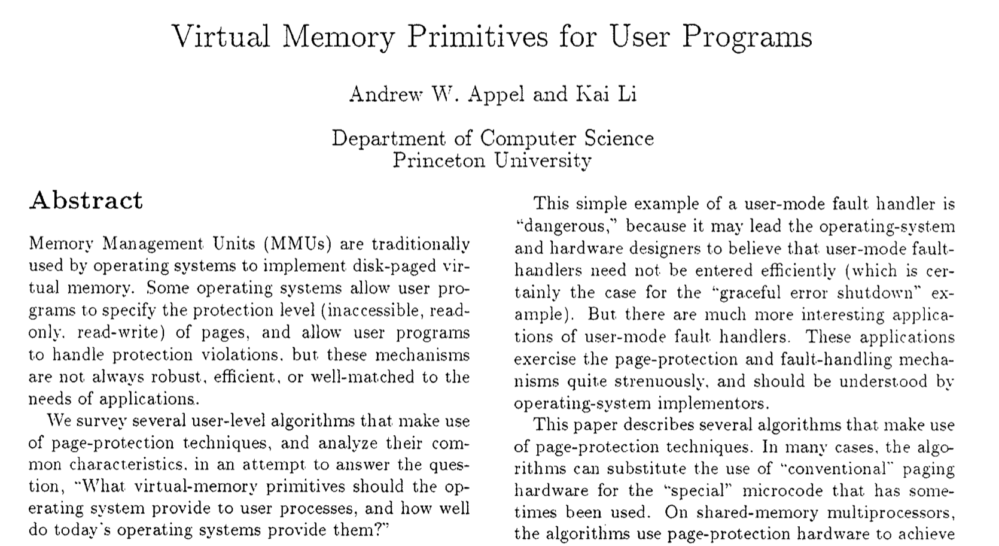 Virtual Memory Primitives for User Programs
Andrew W. Appel and Kai Li
Department of Computer Science
Princeton University
Abstract
Memory Management Units (MMUs) are traditionally
used by operating systems to implement disk-paged vir-
tual memory. Some operating systems allow user pro-
grams to specify the protection level (inaccessible, read-
only, read-write) of pages, and allow user programs
to handle protection violations, but these mechanisms
are not always robust, efficient, or well-matched to the
needs of applications.
We survey several user-level algorithms that make use
of page-protection techniques, and analyze their com-
mon characteristics, in an attempt to answer the ques-
tion, “What virtual-memory primitives should the op-
erating system provide to user processes, and how well
do today's operating systems provide them?”
This simple example of a user-mode fault handler is
“dangerous,” because it may lead the operating-system
and hardware designers to believe that user-mode fault-
handlers need not be entered efficiently (which is cer-
tainly the case for the “graceful error shutdown” ex-
ample). But there are much more interesting applica-
tions of user-mode fault handlers. These applications
exercise the page-protection and fault-handling mecha-
nisms quite strenuously, and should be understood by
operating-system implementors.
This paper describes several algorithms that make use
of page-protection techniques. In many cases, the algo-
rithms can substitute the use of “conventional” paging
hardware for the “special” microcode that has some-
times been used. On shared-memory multiprocessors,
the algorithms use page-protection hardware to achieve